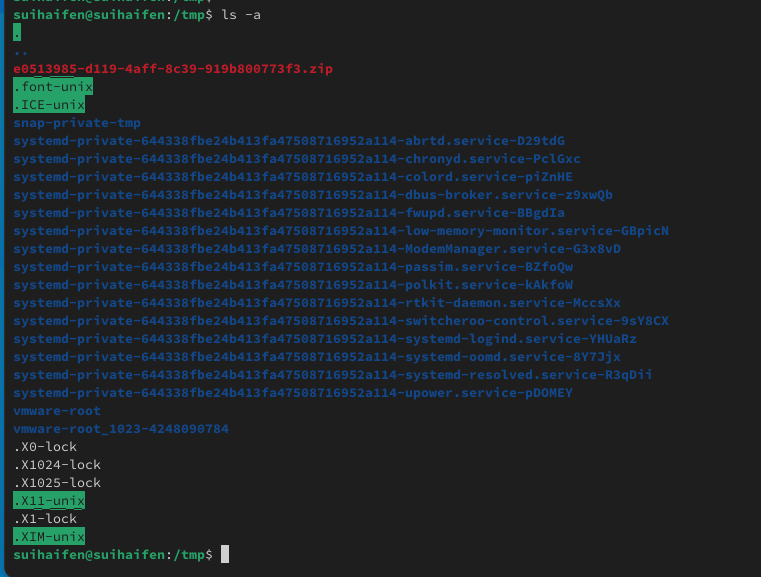 suihaifen@suihaifen:/tmp$ ls -a
.
..
e0513985-d119-4aff-8c39-919b800773f3.zip
.font-unix
.ICE-unix
snap-private-tmp
systemd-private-644338fbe24b413fa47508716952a114-abrtd.service-D29tdG
systemd-private-644338fbe24b413fa47508716952a114-chronyd.service-PclGxc
systemd-private-644338fbe24b413fa47508716952a114-colord.service-piZnHE
systemd-private-644338fbe24b413fa47508716952a114-dbus-broker.service-z9xwQb
systemd-private-644338fbe24b413fa47508716952a114-fwupd.service-BBgdIa
systemd-private-644338fbe24b413fa47508716952a114-low-memory-monitor.service-GBpicN
systemd-private-644338fbe24b413fa47508716952a114-ModemManager.service-G3x8vD
systemd-private-644338fbe24b413fa47508716952a114-passim.service-BZfoQw
systemd-private-644338fbe24b413fa47508716952a114-polkit.service-kAkfoW
systemd-private-644338fbe24b413fa47508716952a114-rtkit-daemon.service-MccsXx
systemd-private-644338fbe24b413fa47508716952a114-switcheroo-control.service-9sY8CX
systemd-private-644338fbe24b413fa47508716952a114-systemd-logind.service-YHUaRz
systemd-private-644338fbe24b413fa47508716952a114-systemd-oomd.service-8Y7Jjx
systemd-private-644338fbe24b413fa47508716952a114-systemd-resolved.service-R3qDii
systemd-private-644338fbe24b413fa47508716952a114-upower.service-pDOMEY
vmware-root
vmware-root_1023-4248090784
.X0-lock
.X1024-lock
.X1025-lock
.X11-unix
.X1-lock
.XIM-unix
suihaifen@suihaifen:/tmp$